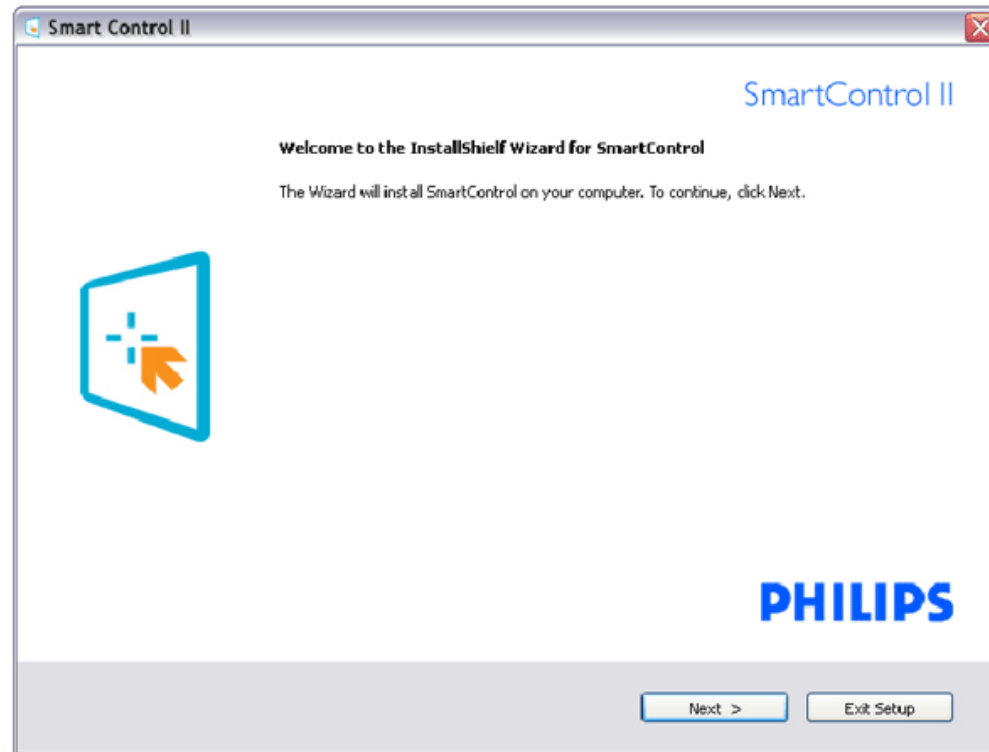 Smart Control II
SmartControl II
Welcome to the InstallShielf Wizard for SmartControl
The Wizard will install SmartControl on your computer. To continue, click Next.
PHILIPS
Next >
Exit Setup